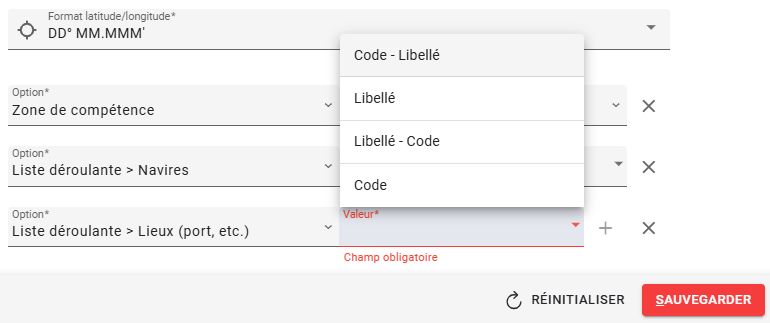 Format latitude/longitude*
DD° MM.MMM'
Code - Libellé
Option*
Zone de compétence
Libellé
Libellé - Code
Option*
Liste déroulante > Navires
Code
Option*
Liste déroulante > Lieux (port, etc.)
Valeur*
Champ obligatoire
RÉINITIALISER
SAUVEGARDER